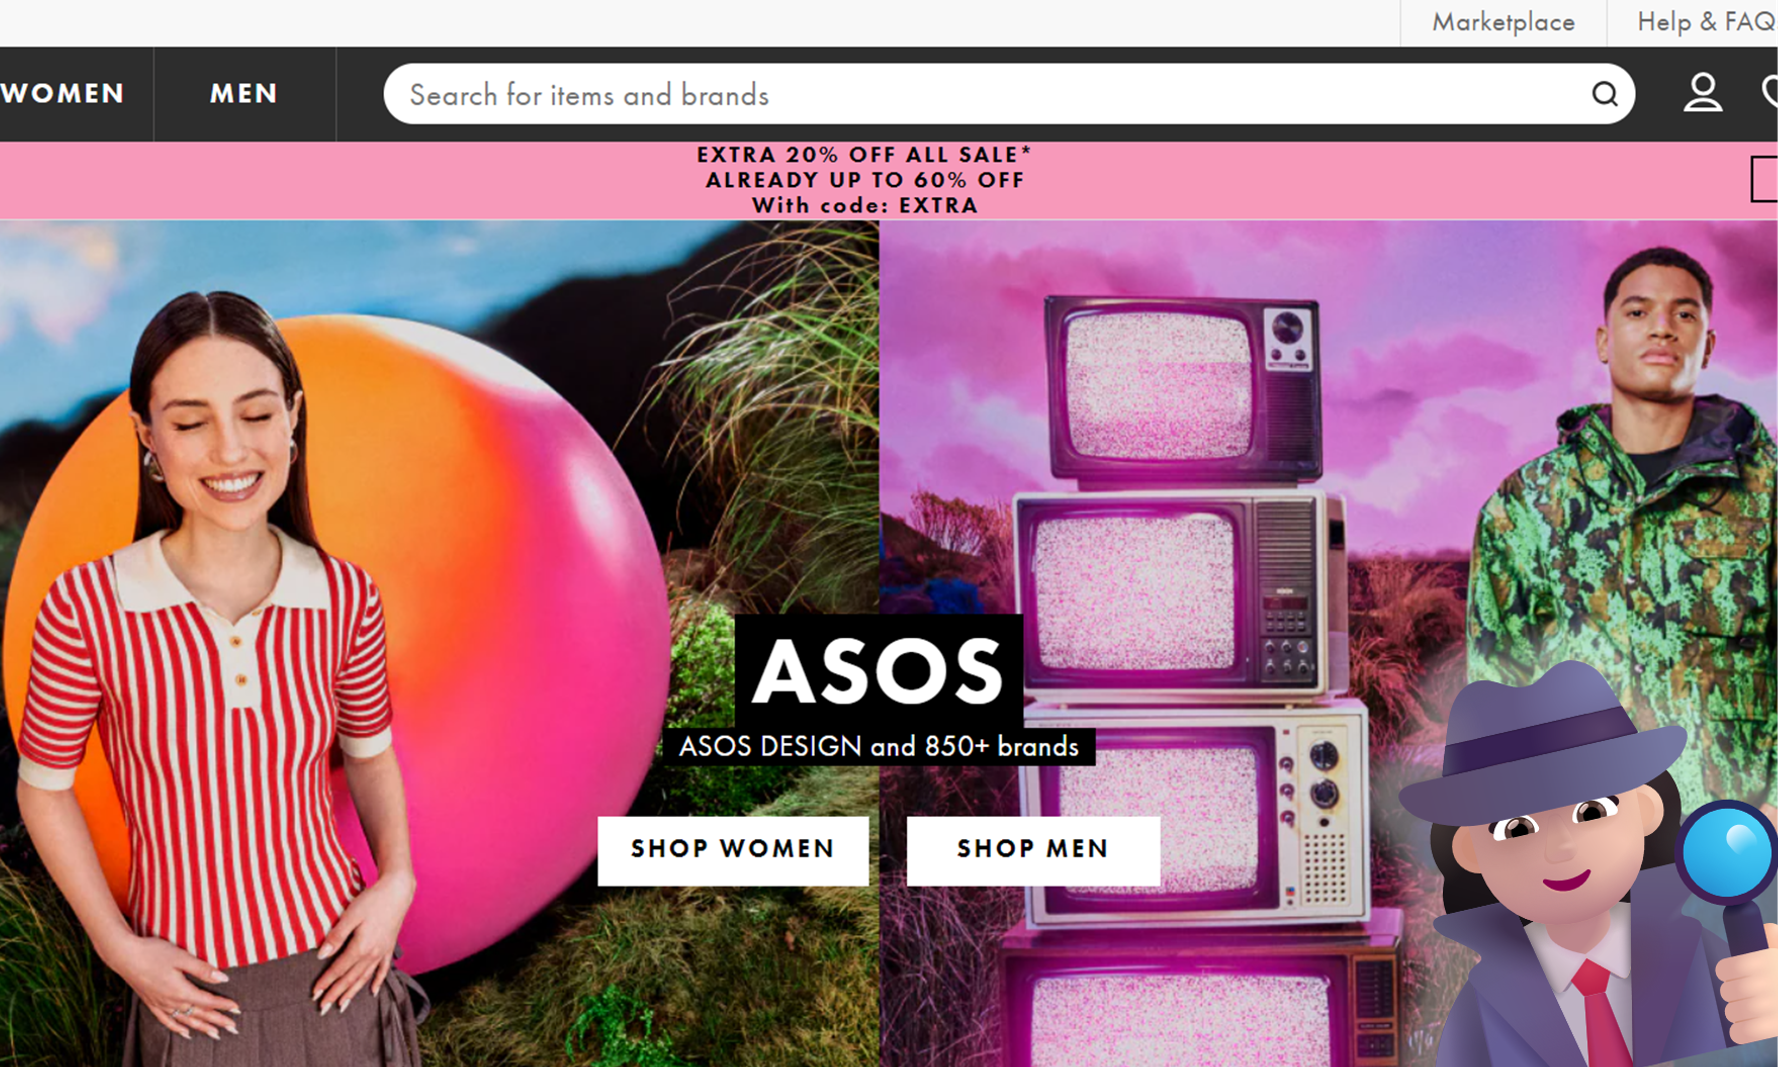 Marketplace
Help & FAQ
WOMEN
MEN
Search for items and brands
EXTRA 20% OFF ALL SALE*
ALREADY UP TO 60% OFF
With code: EXTRA
ASOS
ASOS DESIGN and 850+ brands
SHOP WOMEN
SHOP MEN